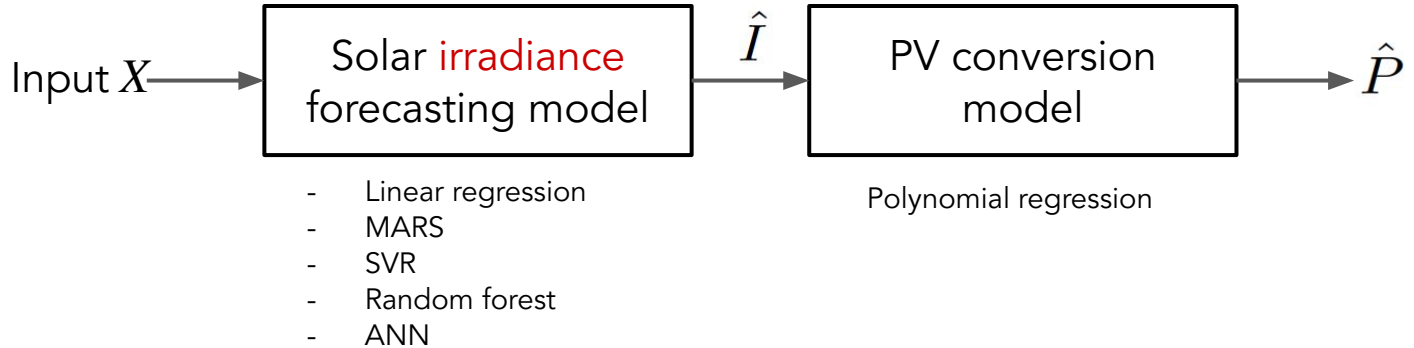 Input X
Solar irradiance
forecasting model
Î
PV conversion
model
P̂
- Linear regression
- MARS
- SVR
- Random forest
- ANN
Polynomial regression